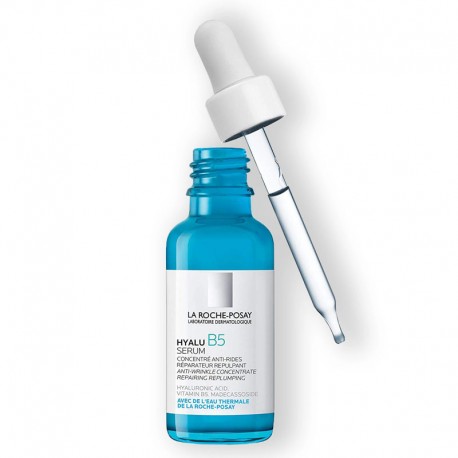 LA ROCHE-POSAY
LABORATOIRE DERMATOLOGIQUE
HYALU B5
SERUM
CONCENTRÉ ANTI-RIDES
RÉPARATEUR REPULPANT
ANTI-WRINKLE CONCENTRATE
REPAIRING REPLUMPING
HYALURONIC ACID,
VITAMIN B5, MADECASSOSIDE
AVEC DE L'EAU THERMALE
DE LA ROCHE-POSAY